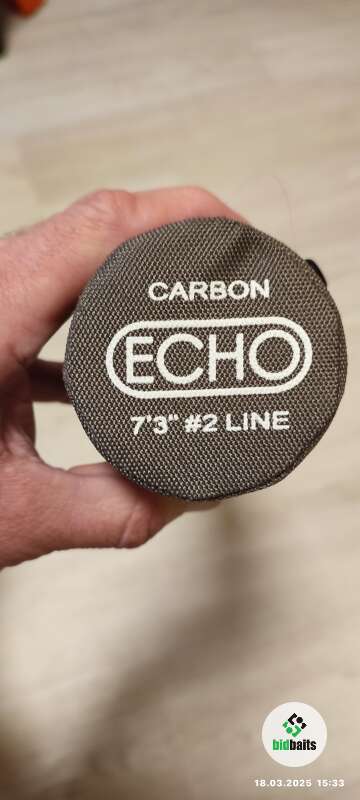 CARBON
ECHO
7'3" #2 LINE
bidbaits
18.03.2025 15:33